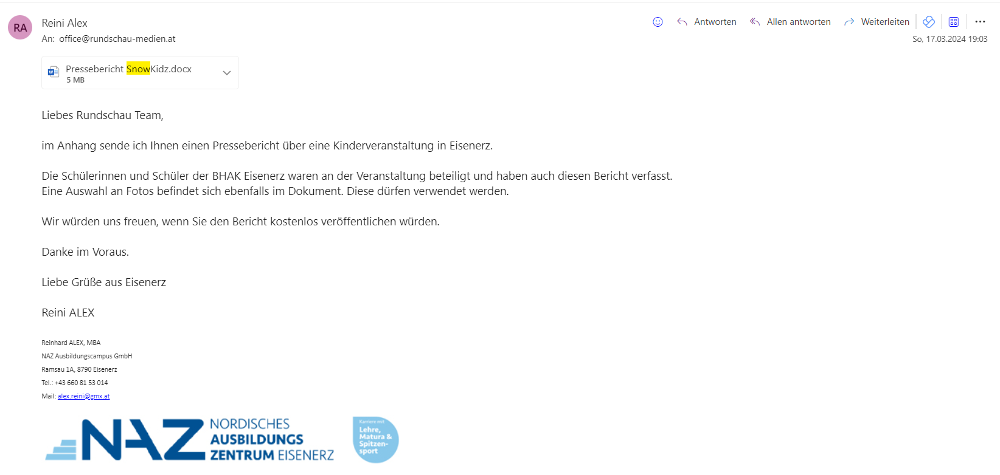 RA
Reini Alex
An: office@rundschau-medien.at
Antworten
Allen antworten
Weiterleiten
So, 17.03.2024 19:03
Pressebericht SnowKidz.docx
5 MB
Liebes Rundschau Team,
im Anhang sende ich Ihnen einen Pressebericht über eine Kinderveranstaltung in Eisenerz.
Die Schülerinnen und Schüler der BHAK Eisenerz waren an der Veranstaltung beteiligt und haben auch diesen Bericht verfasst.
Eine Auswahl an Fotos befindet sich ebenfalls im Dokument. Diese dürfen verwendet werden.
Wir würden uns freuen, wenn Sie den Bericht kostenlos veröffentlichen würden.
Danke im Voraus.
Liebe Grüße aus Eisenerz
Reini ALEX
Reinhard ALEX, MBA
NAZ Ausbildungscampus GmbH
Ramsau 1A, 8790 Eisenerz
Tel.: +43 660 81 53 014
Mail: alex.reini@gmx.at
NAZ
NORDISCHES
AUSBILDUNGS
ZENTRUM EISENERZ
Karriere mit
Lehre,
Matura &
Spitzen-
sport